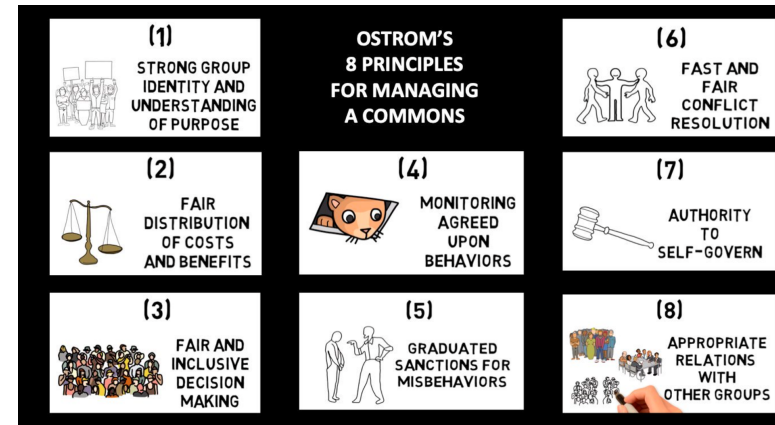 (1)
STRONG GROUP
IDENTITY AND
UNDERSTANDING
OF PURPOSE
(2)
FAIR
DISTRIBUTION
OF COSTS
AND BENEFITS
(3)
FAIR AND
INCLUSIVE
DECISION
MAKING
OSTROM'S
8 PRINCIPLES
FOR MANAGING
A COMMONS
(4)
MONITORING
AGREED
UPON
BEHAVIORS
(5)
GRADUATED
SANCTIONS FOR
MISBEHAVIORS
(6)
FAST AND
FAIR
CONFLICT
RESOLUTION
(7)
AUTHORITY
TO
SELF-GOVERN
(8)
APPROPRIATE
RELATIONS
WITH
OTHER GROUPS